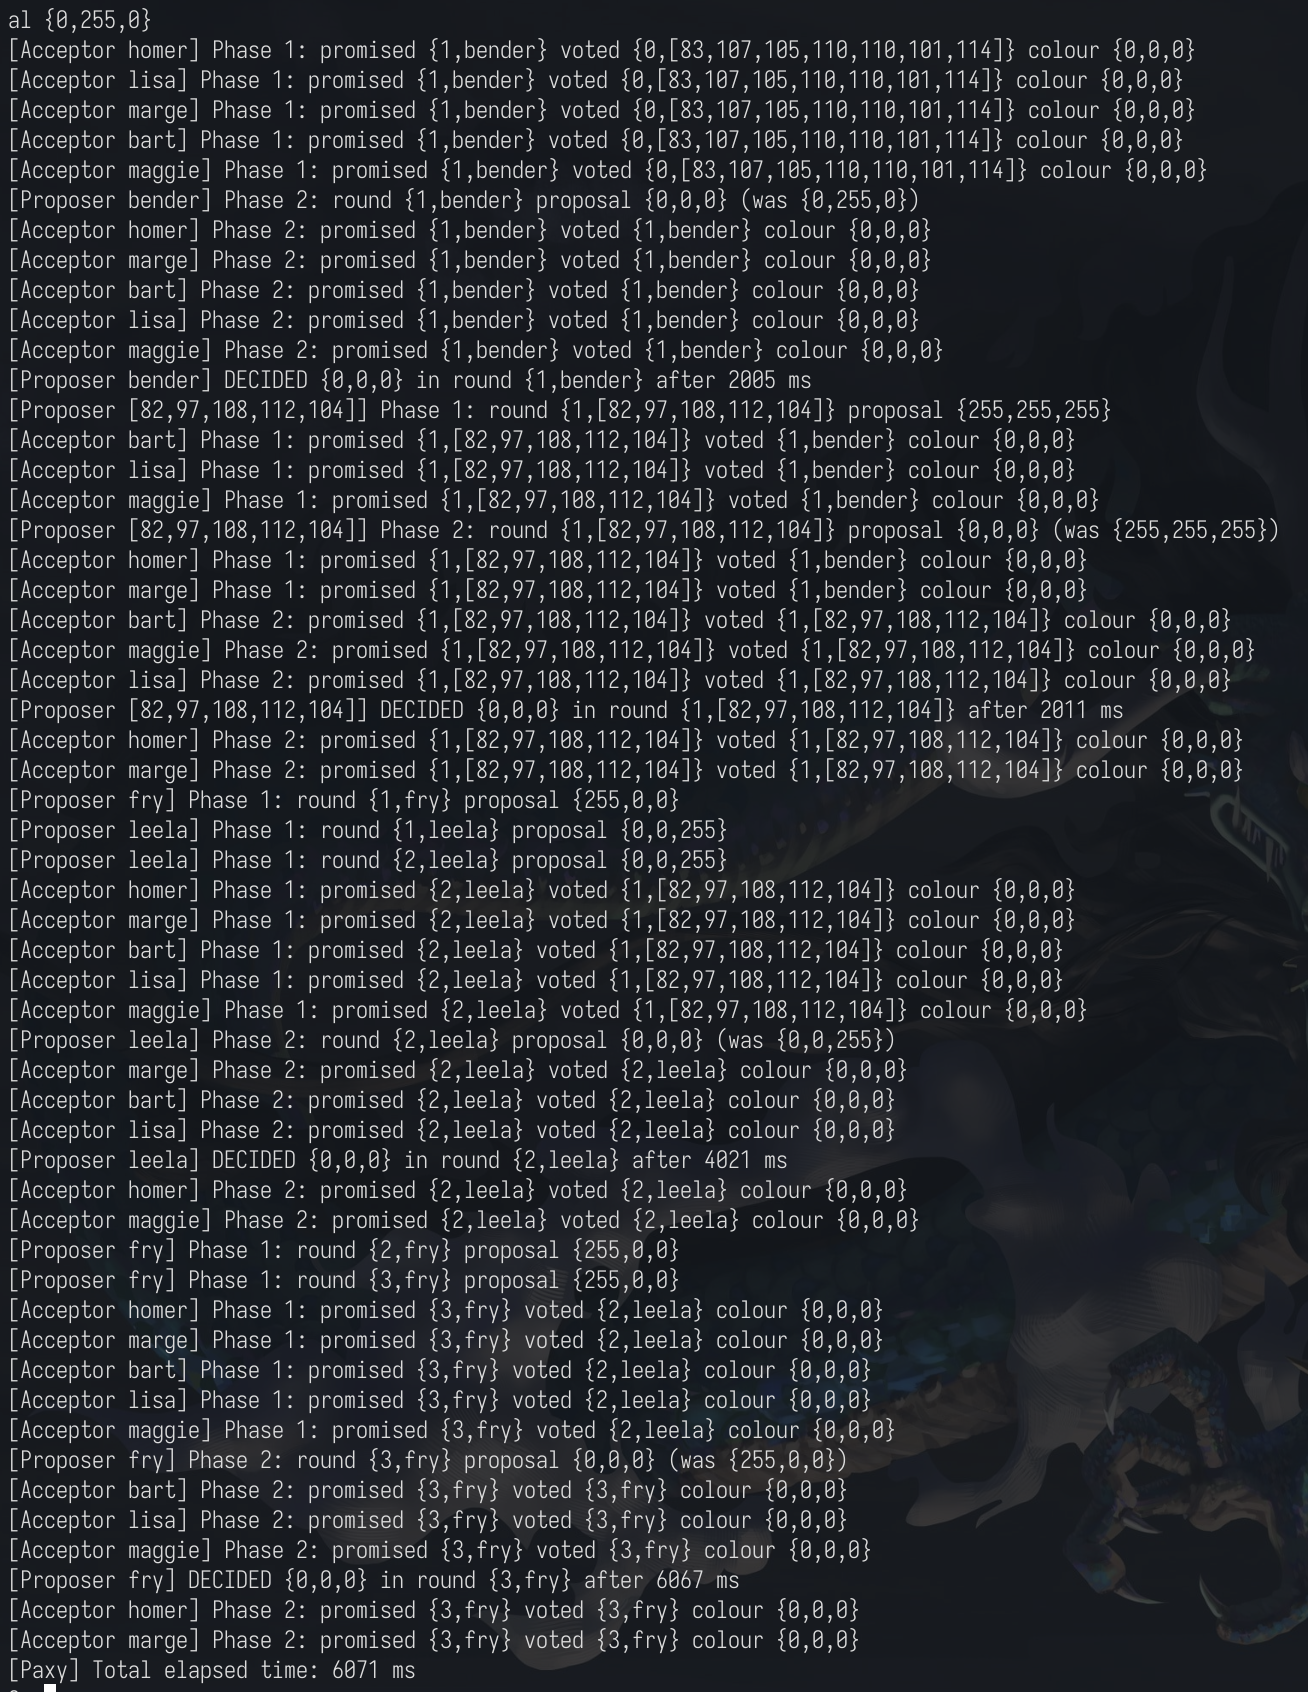 al {0,255,0}
[Acceptor homer] Phase 1: promised {1,bender} voted {0,[83,107,105,110,110,101,114]} colour {0,0,0}
[Acceptor lisa] Phase 1: promised {1,bender} voted {0,[83,107,105,110,110,101,114]} colour {0,0,0}
[Acceptor marge] Phase 1: promised {1,bender} voted {0,[83,107,105,110,110,101,114]} colour {0,0,0}
[Acceptor bart] Phase 1: promised {1,bender} voted {0,[83,107,105,110,110,101,114]} colour {0,0,0}
[Acceptor maggie] Phase 1: promised {1,bender} voted {0,[83,107,105,110,110,101,114]} colour {0,0,0}
[Proposer bender] Phase 2: round {1,bender} proposal {0,0,0} (was {0,255,0})
[Acceptor homer] Phase 2: promised {1,bender} voted {1,bender} colour {0,0,0}
[Acceptor marge] Phase 2: promised {1,bender} voted {1,bender} colour {0,0,0}
[Acceptor bart] Phase 2: promised {1,bender} voted {1,bender} colour {0,0,0}
[Acceptor lisa] Phase 2: promised {1,bender} voted {1,bender} colour {0,0,0}
[Acceptor maggie] Phase 2: promised {1,bender} voted {1,bender} colour {0,0,0}
[Proposer bender] DECIDED {0,0,0} in round {1,bender} after 2005 ms
[Proposer [82,97,108,112,104]] Phase 1: round {1,[82,97,108,112,104]} proposal {255,255,255}
[Acceptor bart] Phase 1: promised {1,[82,97,108,112,104]} voted {1,bender} colour {0,0,0}
[Acceptor lisa] Phase 1: promised {1,[82,97,108,112,104]} voted {1,bender} colour {0,0,0}
[Acceptor maggie] Phase 1: promised {1,[82,97,108,112,104]} voted {1,bender} colour {0,0,0}
[Proposer [82,97,108,112,104]] Phase 2: round {1,[82,97,108,112,104]} proposal {0,0,0} (was {255,255,255})
[Acceptor homer] Phase 1: promised {1,[82,97,108,112,104]} voted {1,bender} colour {0,0,0}
[Acceptor marge] Phase 1: promised {1,[82,97,108,112,104]} voted {1,bender} colour {0,0,0}
[Acceptor bart] Phase 2: promised {1,[82,97,108,112,104]} voted {1,[82,97,108,112,104]} colour {0,0,0}
[Acceptor maggie] Phase 2: promised {1,[82,97,108,112,104]} voted {1,[82,97,108,112,104]} colour {0,0,0}
[Acceptor lisa] Phase 2: promised {1,[82,97,108,112,104]} voted {1,[82,97,108,112,104]} colour {0,0,0}
[Proposer [82,97,108,112,104]] DECIDED {0,0,0} in round {1,[82,97,108,112,104]} after 2011 ms
[Acceptor homer] Phase 2: promised {1,[82,97,108,112,104]} voted {1,[82,97,108,112,104]} colour {0,0,0}
[Acceptor marge] Phase 2: promised {1,[82,97,108,112,104]} voted {1,[82,97,108,112,104]} colour {0,0,0}
[Proposer fry] Phase 1: round {1,fry} proposal {255,0,0}
[Proposer leela] Phase 1: round {1,leela} proposal {0,0,255}
[Proposer leela] Phase 1: round {2,leela} proposal {0,0,255}
[Acceptor homer] Phase 1: promised {2,leela} voted {1,[82,97,108,112,104]} colour {0,0,0}
[Acceptor marge] Phase 1: promised {2,leela} voted {1,[82,97,108,112,104]} colour {0,0,0}
[Acceptor bart] Phase 1: promised {2,leela} voted {1,[82,97,108,112,104]} colour {0,0,0}
[Acceptor lisa] Phase 1: promised {2,leela} voted {1,[82,97,108,112,104]} colour {0,0,0}
[Acceptor maggie] Phase 1: promised {2,leela} voted {1,[82,97,108,112,104]} colour {0,0,0}
[Proposer leela] Phase 2: round {2,leela} proposal {0,0,0} (was {0,0,255})
[Acceptor marge] Phase 2: promised {2,leela} voted {2,leela} colour {0,0,0}
[Acceptor bart] Phase 2: promised {2,leela} voted {2,leela} colour {0,0,0}
[Acceptor lisa] Phase 2: promised {2,leela} voted {2,leela} colour {0,0,0}
[Proposer leela] DECIDED {0,0,0} in round {2,leela} after 4021 ms
[Acceptor homer] Phase 2: promised {2,leela} voted {2,leela} colour {0,0,0}
[Acceptor maggie] Phase 2: promised {2,leela} voted {2,leela} colour {0,0,0}
[Proposer fry] Phase 1: round {2,fry} proposal {255,0,0}
[Proposer fry] Phase 1: round {3,fry} proposal {255,0,0}
[Acceptor homer] Phase 1: promised {3,fry} voted {2,leela} colour {0,0,0}
[Acceptor marge] Phase 1: promised {3,fry} voted {2,leela} colour {0,0,0}
[Acceptor bart] Phase 1: promised {3,fry} voted {2,leela} colour {0,0,0}
[Acceptor lisa] Phase 1: promised {3,fry} voted {2,leela} colour {0,0,0}
[Acceptor maggie] Phase 1: promised {3,fry} voted {2,leela} colour {0,0,0}
[Proposer fry] Phase 2: round {3,fry} proposal {0,0,0} (was {255,0,0})
[Acceptor bart] Phase 2: promised {3,fry} voted {3,fry} colour {0,0,0}
[Acceptor lisa] Phase 2: promised {3,fry} voted {3,fry} colour {0,0,0}
[Acceptor maggie] Phase 2: promised {3,fry} voted {3,fry} colour {0,0,0}
[Proposer fry] DECIDED {0,0,0} in round {3,fry} after 6067 ms
[Acceptor homer] Phase 2: promised {3,fry} voted {3,fry} colour {0,0,0}
[Acceptor marge] Phase 2: promised {3,fry} voted {3,fry} colour {0,0,0}
[Paxy] Total elapsed time: 6071 ms